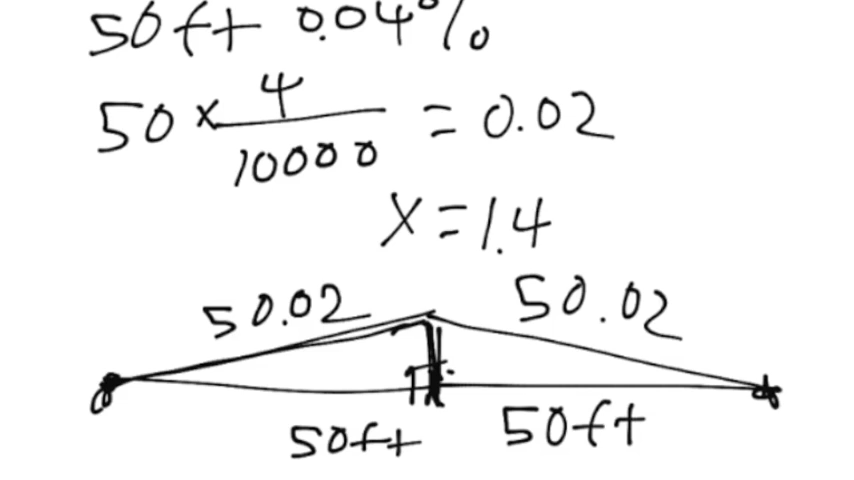 50ft 0.04%
50 × 4/10000 = 0.02
x = 1.4
50.02 50.02
50ft 50ft